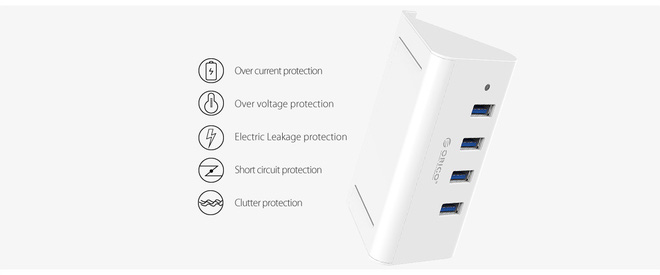 Over current protection
Over voltage protection
Electric Leakage protection
Short circuit protection
Clutter protection
ORICO